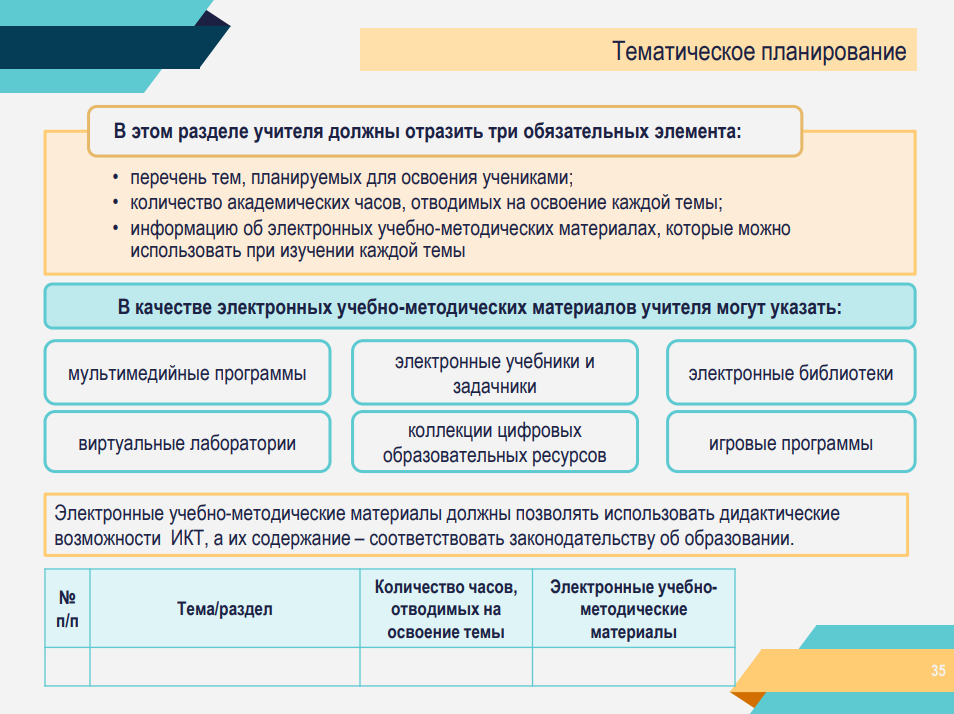 Тематическое планирование
В этом разделе учителя должны отразить три обязательных элемента:
• перечень тем, планируемых для освоения учениками;
• количество академических часов, отводимых на освоение каждой темы;
• информацию об электронных учебно-методических материалах, которые можно
использовать при изучении каждой темы
В качестве электронных учебно-методических материалов учителя могут указать:
мультимедийные программы
электронные учебники и
задачники
электронные библиотеки
виртуальные лаборатории
коллекции цифровых
образовательных ресурсов
игровые программы
Электронные учебно-методические материалы должны позволять использовать дидактические
возможности ИКТ, а их содержание – соответствовать законодательству об образовании.
№
п/п
Тема/раздел
Количество часов,
отводимых на
освоение темы
Электронные учебно-
методические
материалы
35